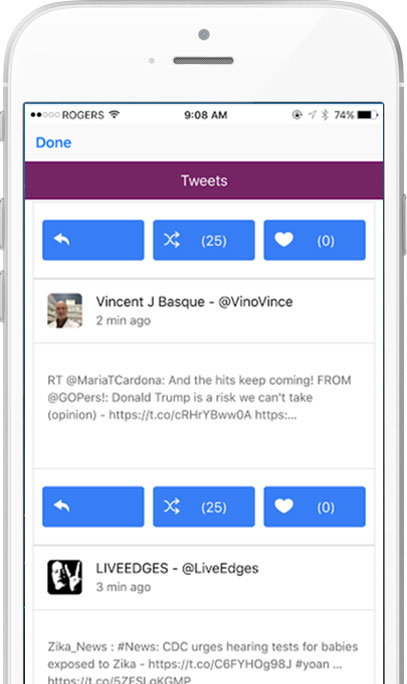 ROGERS 9:08 AM 74%
Done
Tweets
(25) (0)
Vincent J Basque - @VinoVince
2 min ago
RT @MariaTCardona: And the hits keep coming! FROM
@GOPers!: Donald Trump is a risk we can't take
(opinion) - https://t.co/cRHrYBww0A https:...
(25) (0)
LIVEEDGES - @LiveEdges
3 min ago
Zika_News : #News: CDC urges hearing tests for babies
exposed to Zika - https://t.co/C6FYHOg98J #yoan ...